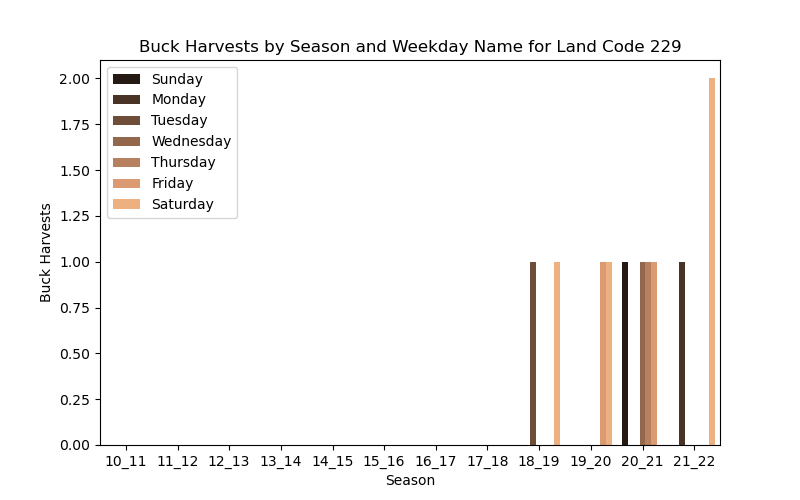 Buck Harvests by Season and Weekday Name for Land Code 229
Sunday
Monday
Tuesday
Wednesday
Thursday
Friday
Saturday
2.00
1.75
1.50
1.25
1.00
0.75
0.50
0.25
0.00
Buck Harvests
10_11 11_12 12_13 13_14 14_15 15_16 16_17 17_18 18_19 19_20 20_21 21_22
Season